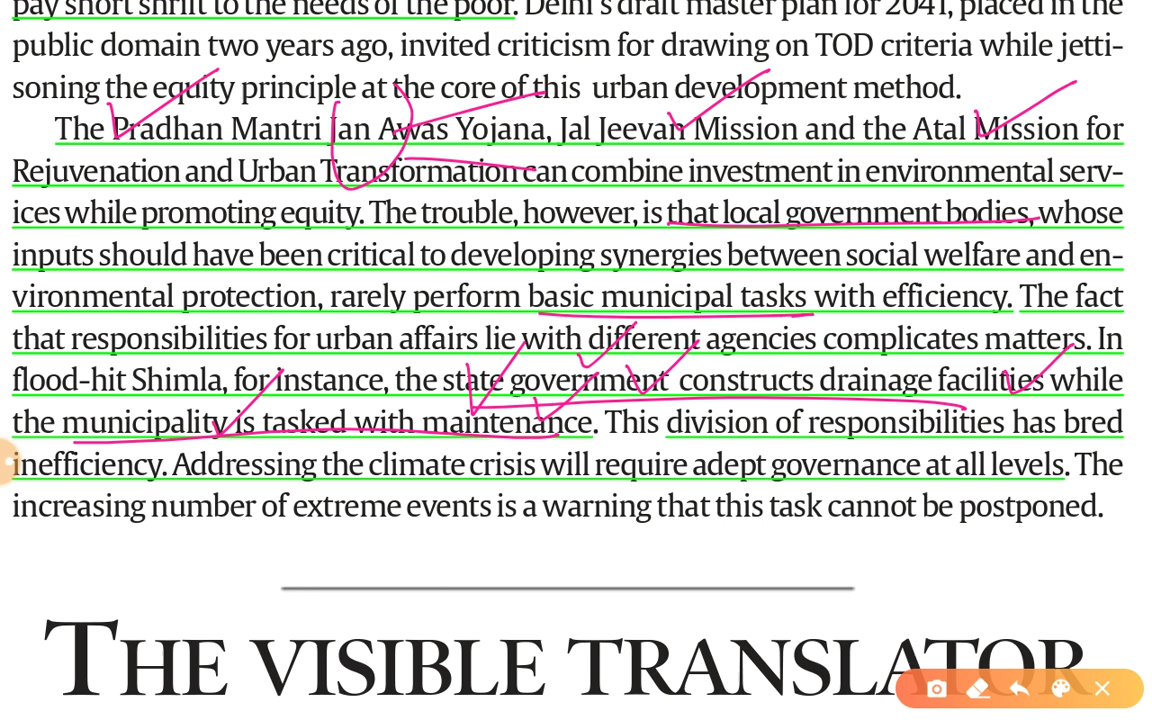 pay short shrift to the needs of the poor. Delhi's draft master plan for 2041, placed in the
public domain two years ago, invited criticism for drawing on TOD criteria while jetti-
soning the equity principle at the core of this urban development method.
The Pradhan Mantri Jan Awas Yojana, Jal Jeevan Mission and the Atal Mission for
Rejuvenation and Urban Transformation can combine investment in environmental serv-
ices while promoting equity. The trouble, however, is that local government bodies, whose
inputs should have been critical to developing synergies between social welfare and en-
vironmental protection, rarely perform basic municipal tasks with efficiency. The fact
that responsibilities for urban affairs lie with different agencies complicates matters. In
flood-hit Shimla, for instance, the state government constructs drainage facilities while
the municipality is tasked with maintenance. This division of responsibilities has bred
inefficiency. Addressing the climate crisis will require adept governance at all levels. The
increasing number of extreme events is a warning that this task cannot be postponed.
THE VISIBLE TRANSLATOR